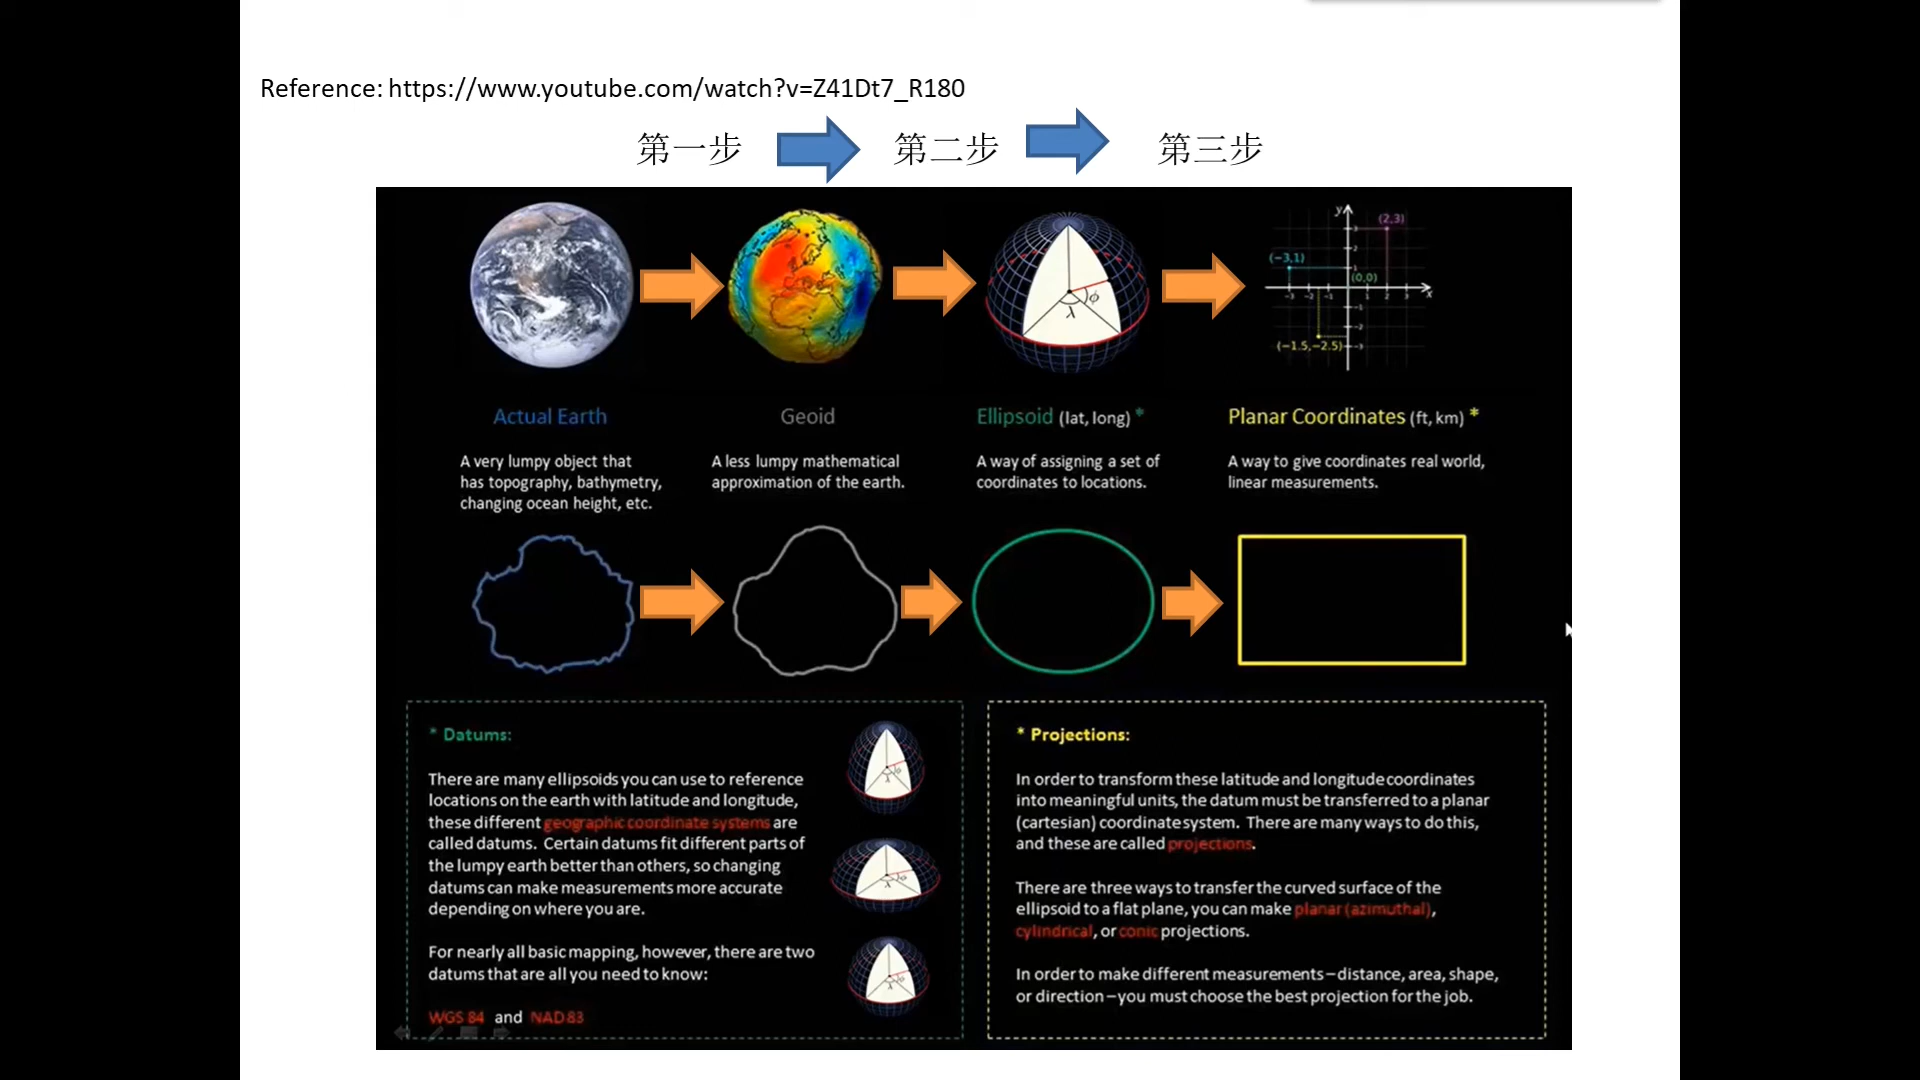 Reference: https://www.youtube.com/watch?v=Z41Dt7_R180
第一步 第二步 第三步
y
(2,3)
(−3,1)
(0,0)
x
(−1.5,−2.5)
ϕ
λ
Actual Earth
A very lumpy object that
has topography, bathymetry,
changing ocean height, etc.
Geoid
A less lumpy mathematical
approximation of the earth.
Ellipsoid (lat, long) *
A way of assigning a set of
coordinates to locations.
Planar Coordinates (ft, km) *
A way to give coordinates real world,
linear measurements.
* Datums:
There are many ellipsoids you can use to reference
locations on the earth with latitude and longitude,
these different geographic coordinate systems are
called datums. Certain datums fit different parts of
the lumpy earth better than others, so changing
datums can make measurements more accurate
depending on where you are.
For nearly all basic mapping, however, there are two
datums that are all you need to know:
WGS 84 and NAD 83
* Projections:
In order to transform these latitude and longitude coordinates
into meaningful units, the datum must be transferred to a planar
(cartesian) coordinate system. There are many ways to do this,
and these are called projections.
There are three ways to transfer the curved surface of the
ellipsoid to a flat plane, you can make planar (azimuthal),
cylindrical, or conic projections.
In order to make different measurements – distance, area, shape,
or direction – you must choose the best projection for the job.